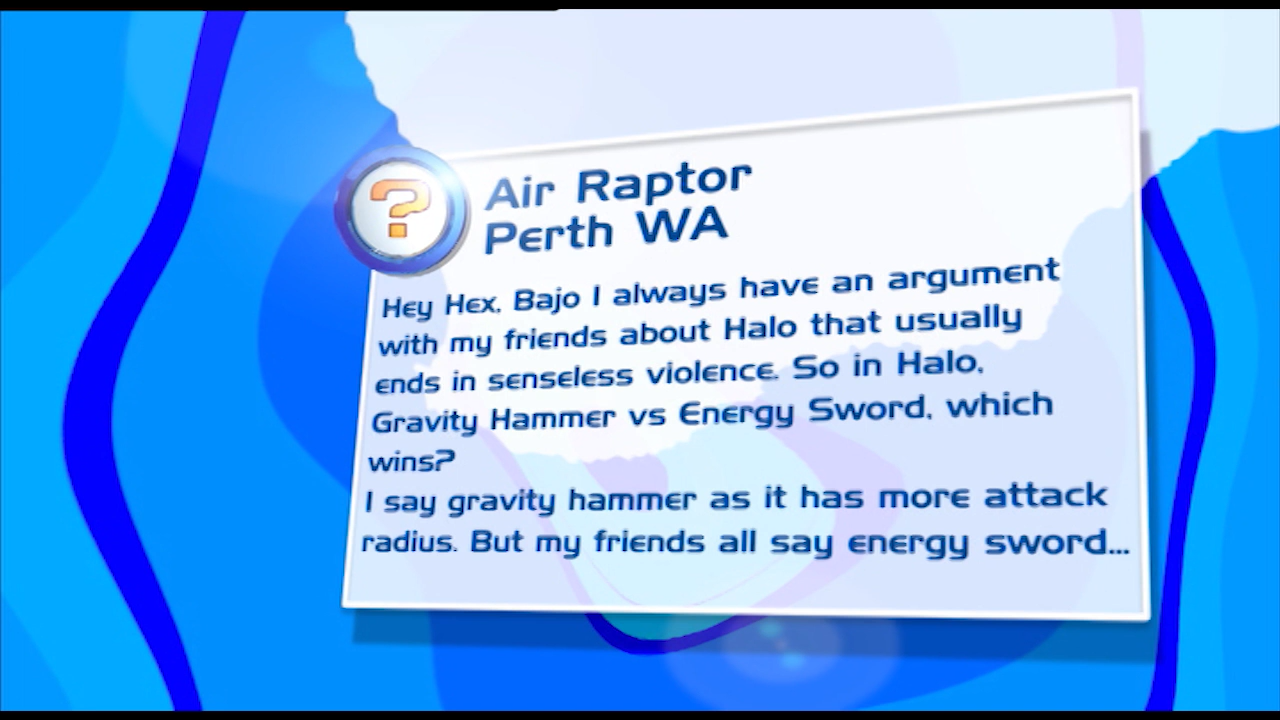 ?
Air Raptor
Perth WA
Hey Hex, Bajo I always have an argument
with my friends about Halo that usually
ends in senseless violence. So in Halo,
Gravity Hammer vs Energy Sword, which
wins?
I say gravity hammer as it has more attack
radius. But my friends all say energy sword...